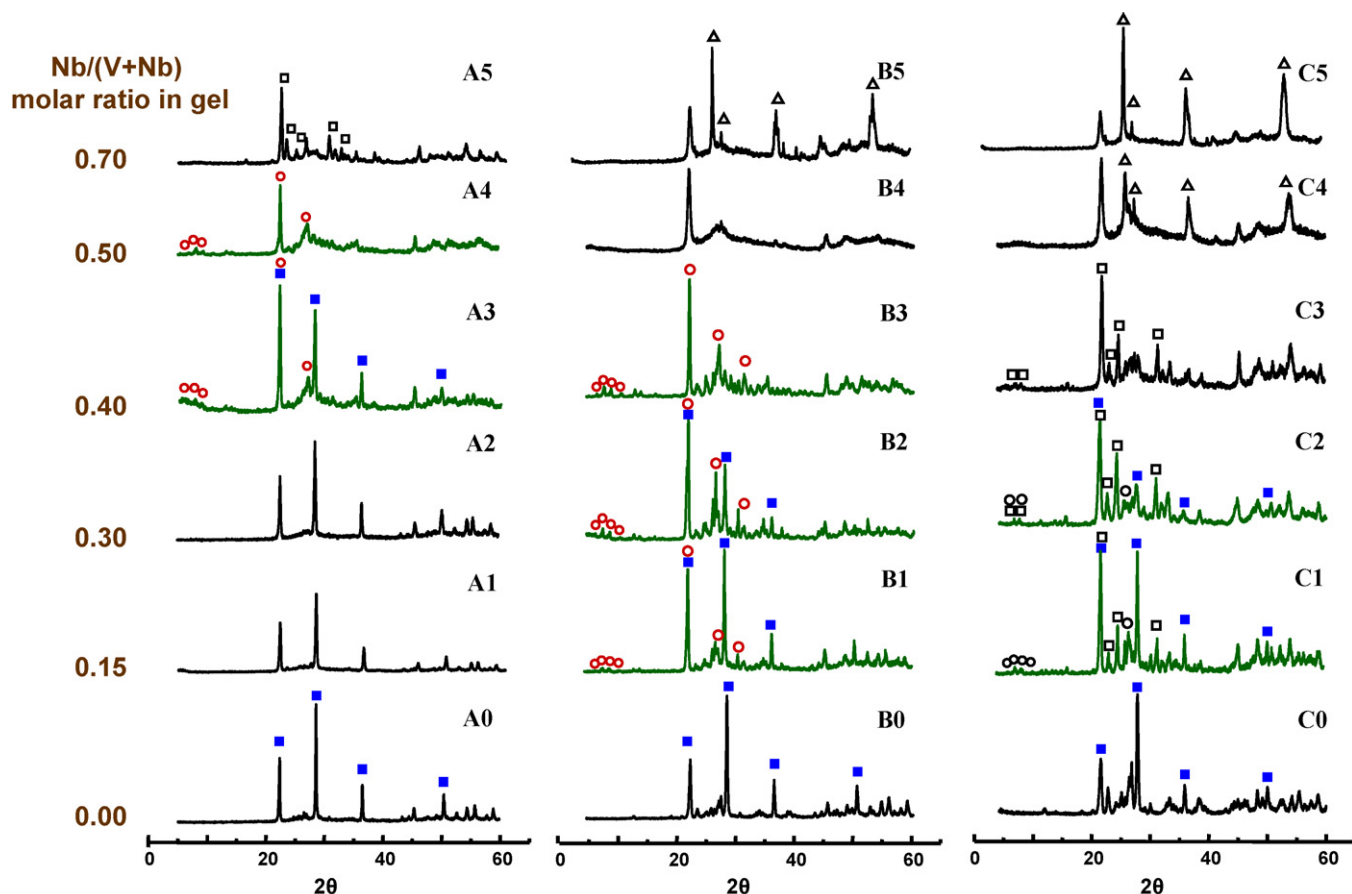 Nb/(V+Nb)
molar ratio in gel
A5
B5
C5
0.70
A4
B4
C4
0.50
A3
B3
C3
0.40
A2
B2
C2
0.30
A1
B1
C1
0.15
A0
B0
C0
0.00
0 20 40 60
0 20 40 60
0 20 40 60
2θ
2θ
2θ